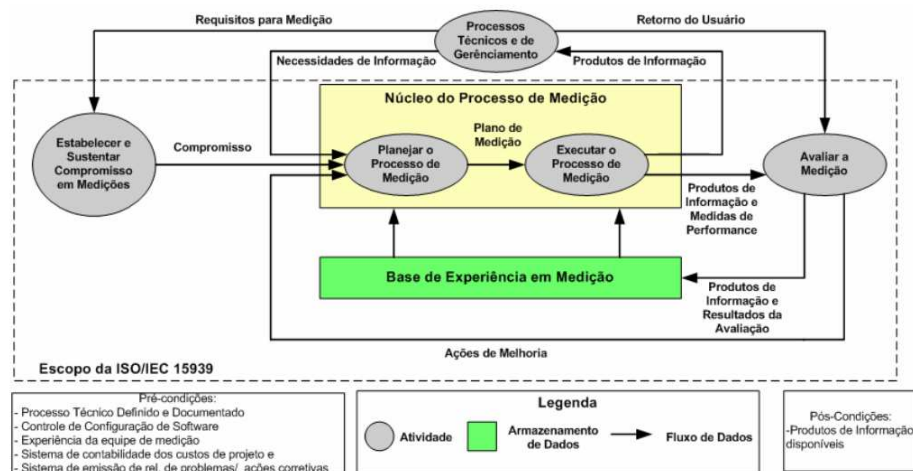 Requisitos para Medição
Processos
Técnicos e de
Gerênciamento
Retorno do Usuário
Necessidades de Informação
Produtos de Informação
Núcleo do Processo de Medição
Estabelecer e
Sustentar
Compromisso
em Medições
Compromisso
Planejar o
Processo de
Medição
Plano de
Medição
Executar o
Processo de
Medição
Avaliar a
Medição
Produtos de
Informação e
Medidas de
Performance
Base de Experiência em Medição
Produtos de
Informação e
Resultados da
Avaliação
Ações de Melhoria
Escopo da ISO/IEC 15939
Pré-condições:
- Processo Técnico Definido e Documentado
- Controle de Configuração de Software
- Experiência da equipe de medição
- Sistema de contabilidade dos custos de projeto e
- Sistema de emissão de rel. de problemas/ ações corretivas
Legenda
Atividade
Armazenamento
de Dados
Fluxo de Dados
Pós-Condições:
-Produtos de Informação
disponíveis